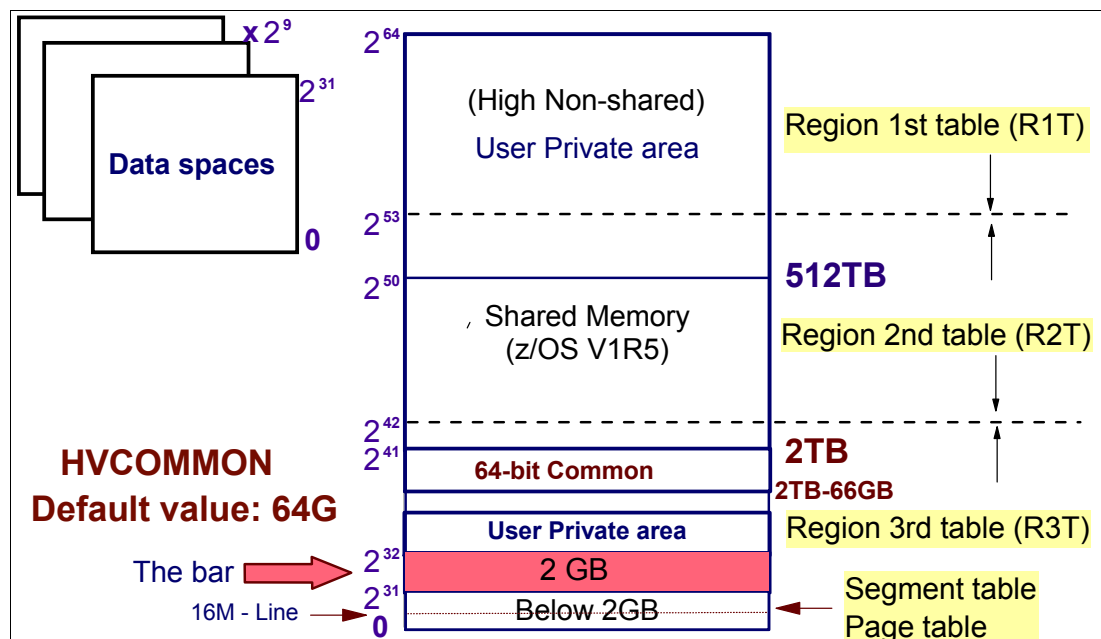 x 2⁹
2³¹
Data spaces
0
2⁶⁴
(High Non-shared)
User Private area
Region 1st table (R1T)
2⁵³
2⁵⁰
512TB
Shared Memory
(z/OS V1R5)
Region 2nd table (R2T)
2⁴²
2⁴¹
2TB
HVCOMMON
Default value: 64G
64-bit Common
2TB-66GB
User Private area
Region 3rd table (R3T)
2³²
The bar
2 GB
2³¹
16M - Line
0
Below 2GB
Segment table
Page table